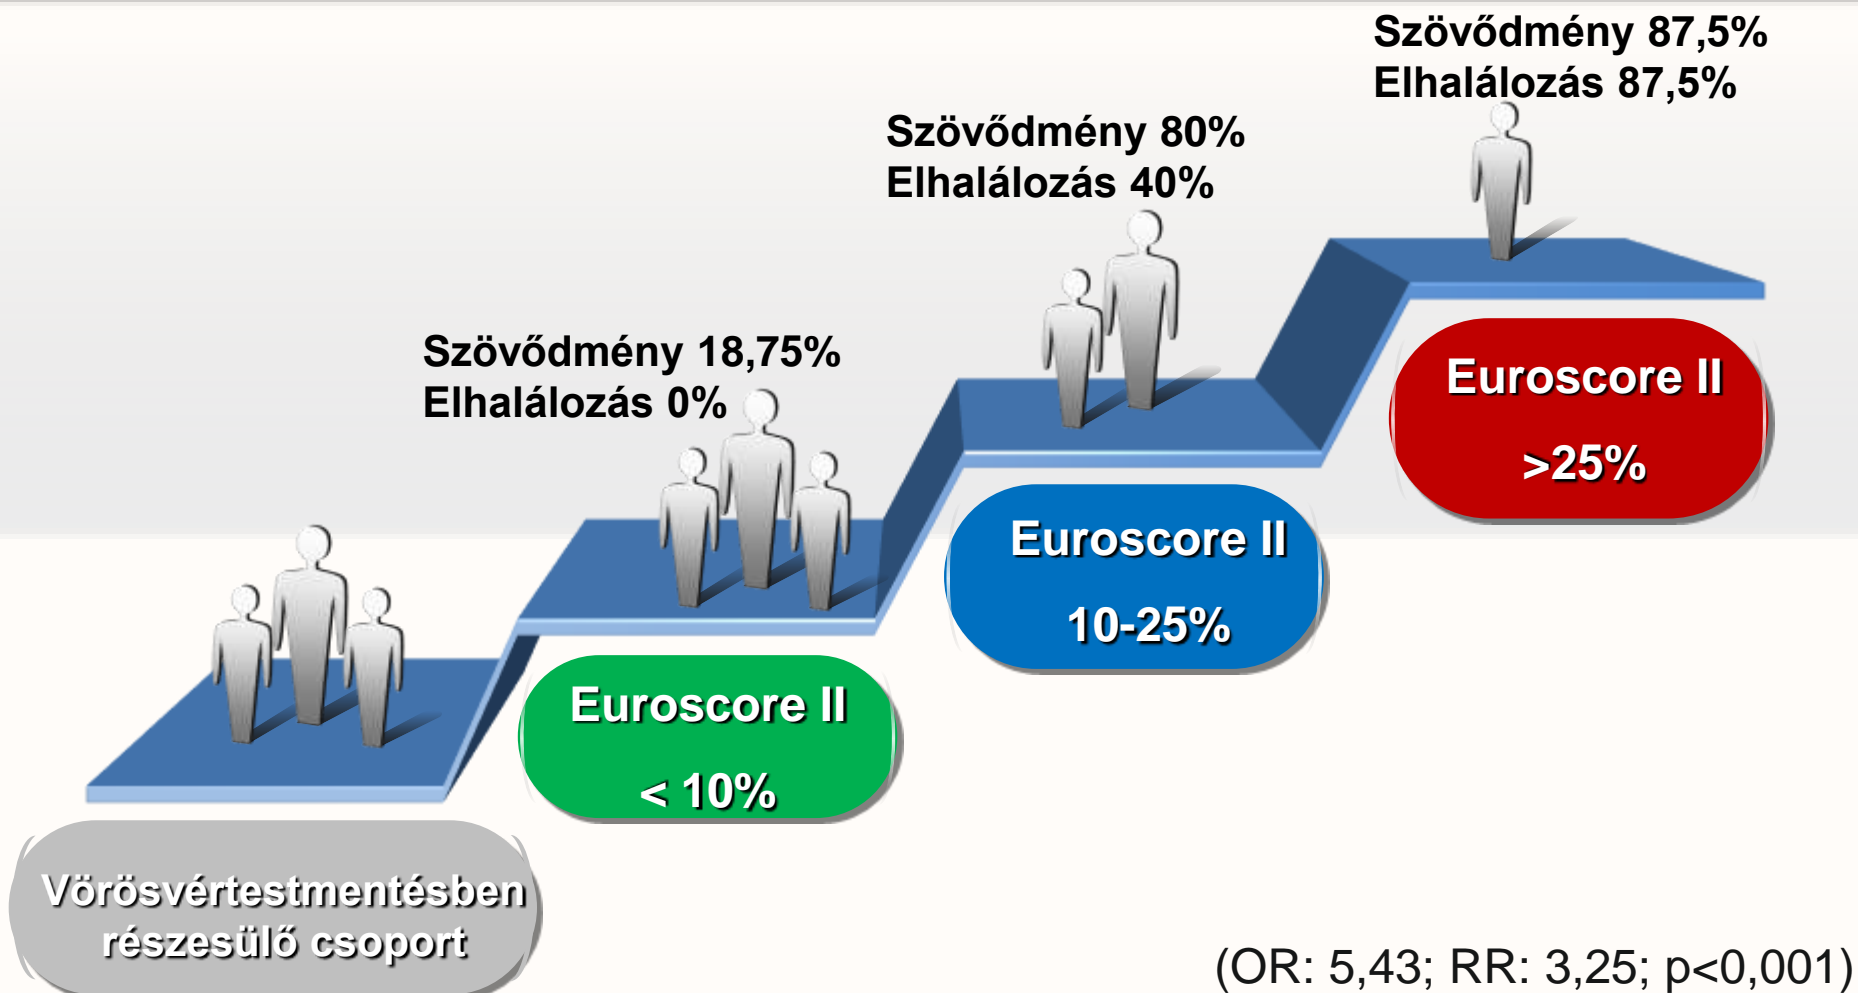 Szövődmény 87,5%
Elhalálozás 87,5%
Szövődmény 80%
Elhalálozás 40%
Szövődmény 18,75%
Elhalálozás 0%
Euroscore II
>25%
Euroscore II
10-25%
Euroscore II
< 10%
Vörösvértestmentésben
részesülő csoport
(OR: 5,43; RR: 3,25; p<0,001)